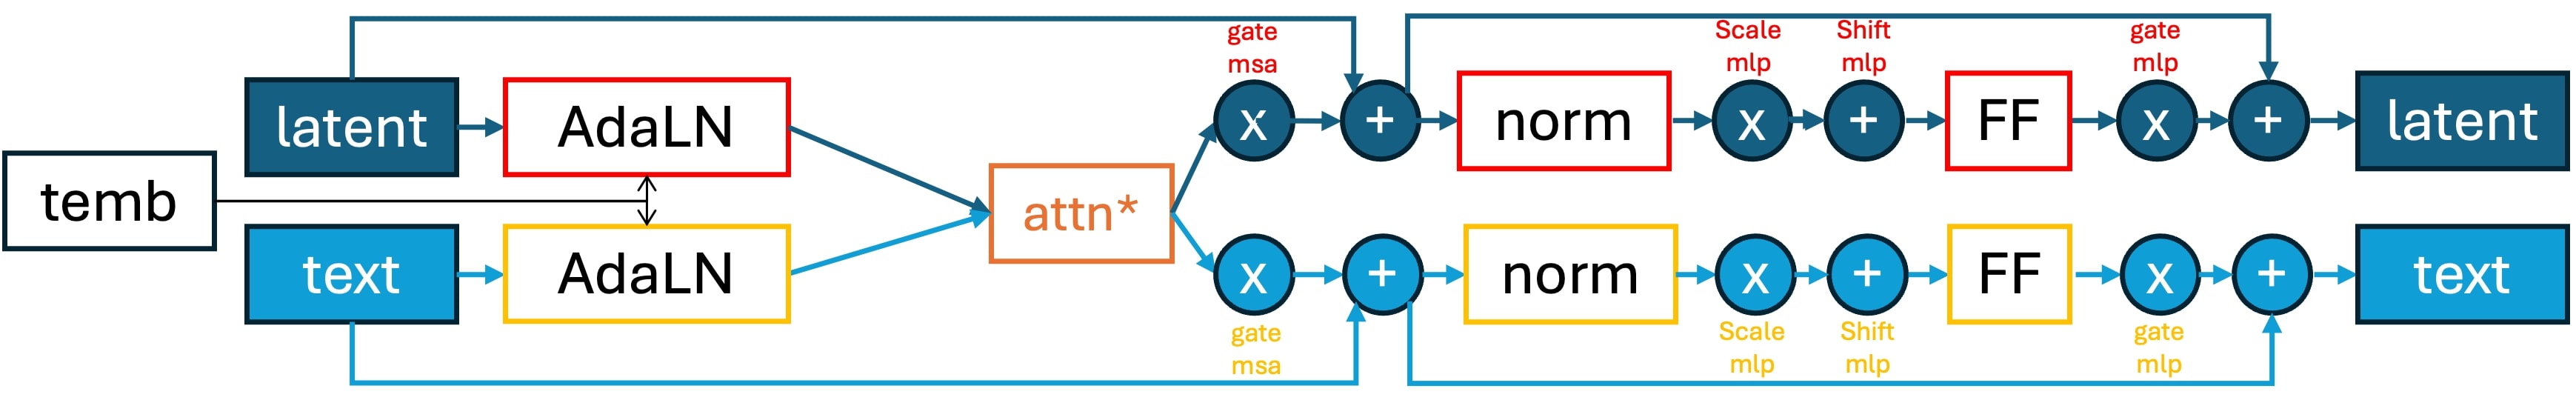 gate
msa
Scale
mlp
Shift
mlp
gate
mlp
latent
AdaLN
x
+
norm
x
+
FF
x
+
latent
temb
attn*
text
AdaLN
x
+
norm
x
+
FF
x
+
text
gate
msa
Scale
mlp
Shift
mlp
gate
mlp